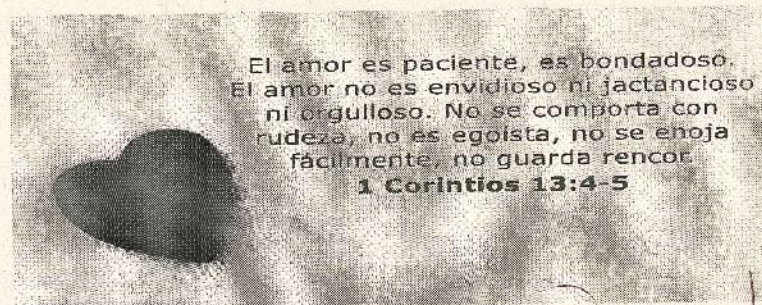 El amor es paciente, es bondadoso.
El amor no es envidioso ni jactancioso
ni orgulloso. No se comporta con
rudeza, no es egoista, no se enoja
fácilmente, no guarda rencor.
1 Corintios 13:4-5